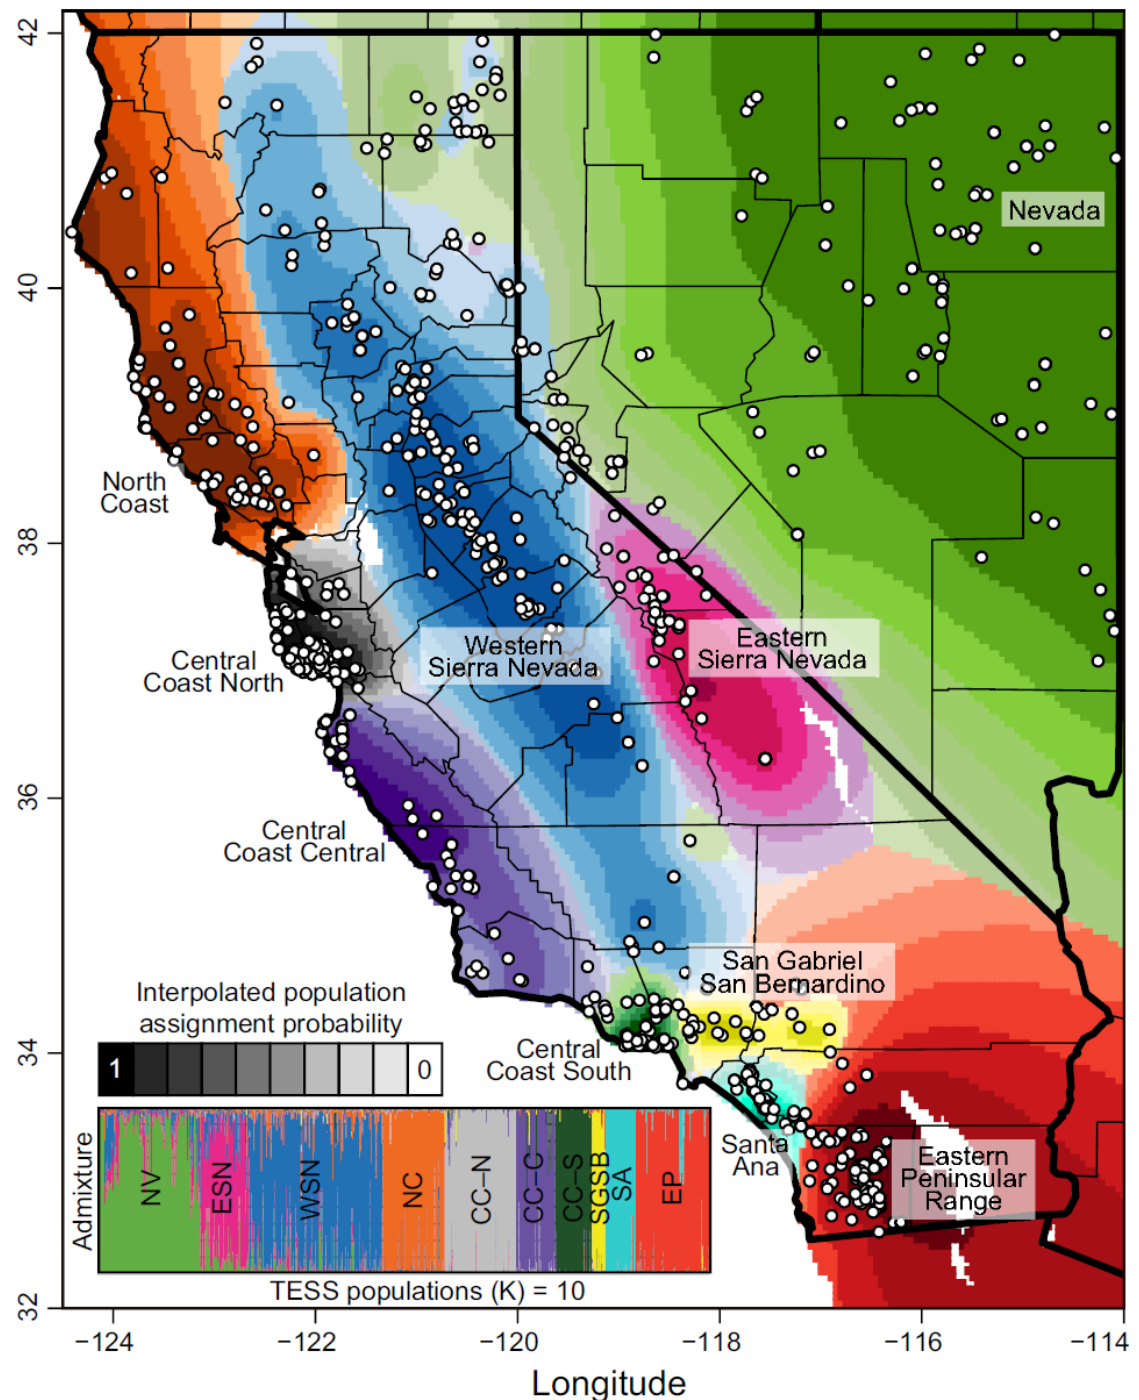 42
40
38
36
34
32
Nevada
North
Coast
Central
Coast North
Western
Sierra Nevada
Eastern
Sierra Nevada
Central
Coast Central
San Gabriel
San Bernardino
Interpolated population
assignment probability
1 0
Central
Coast South
Santa
Ana
Eastern
Peninsular
Range
Admixture
NV ESN WSN NC CC-N CC-C CC-S SGSB SA EP
TESS populations (K) = 10
−124 −122 −120 −118 −116 −114
Longitude